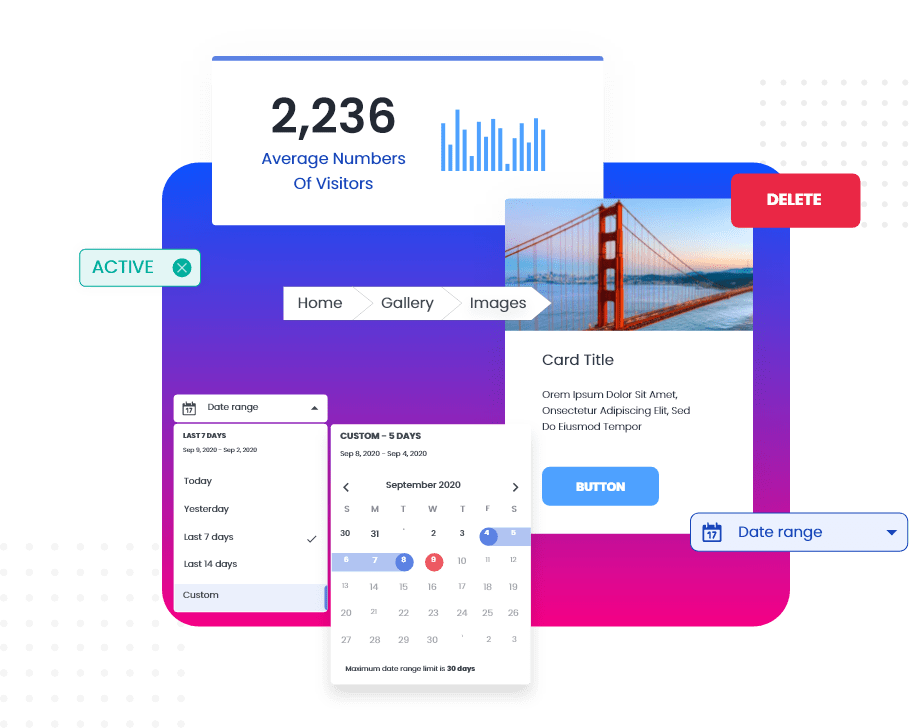 2,236
Average Numbers
Of Visitors
DELETE
ACTIVE
Home Gallery Images
Card Title
Orem Ipsum Dolor Sit Amet,
Onsectetur Adipiscing Elit, Sed
Do Eiusmod Tempor
BUTTON
17 Date range
LAST 7 DAYS
Sep 9, 2020 - Sep 2, 2020
Today
Yesterday
Last 7 days
Last 14 days
Custom
CUSTOM - 5 DAYS
Sep 8, 2020 - Sep 4, 2020
September 2020
S M T W T F S
30 31 2 3 4 5
6 7 8 9 10 11 12
13 14 15 16 17 18 19
20 21 22 23 24 25 26
27 28 29 30 1 2 3
Maximum date range limit is 30 days
17 Date range